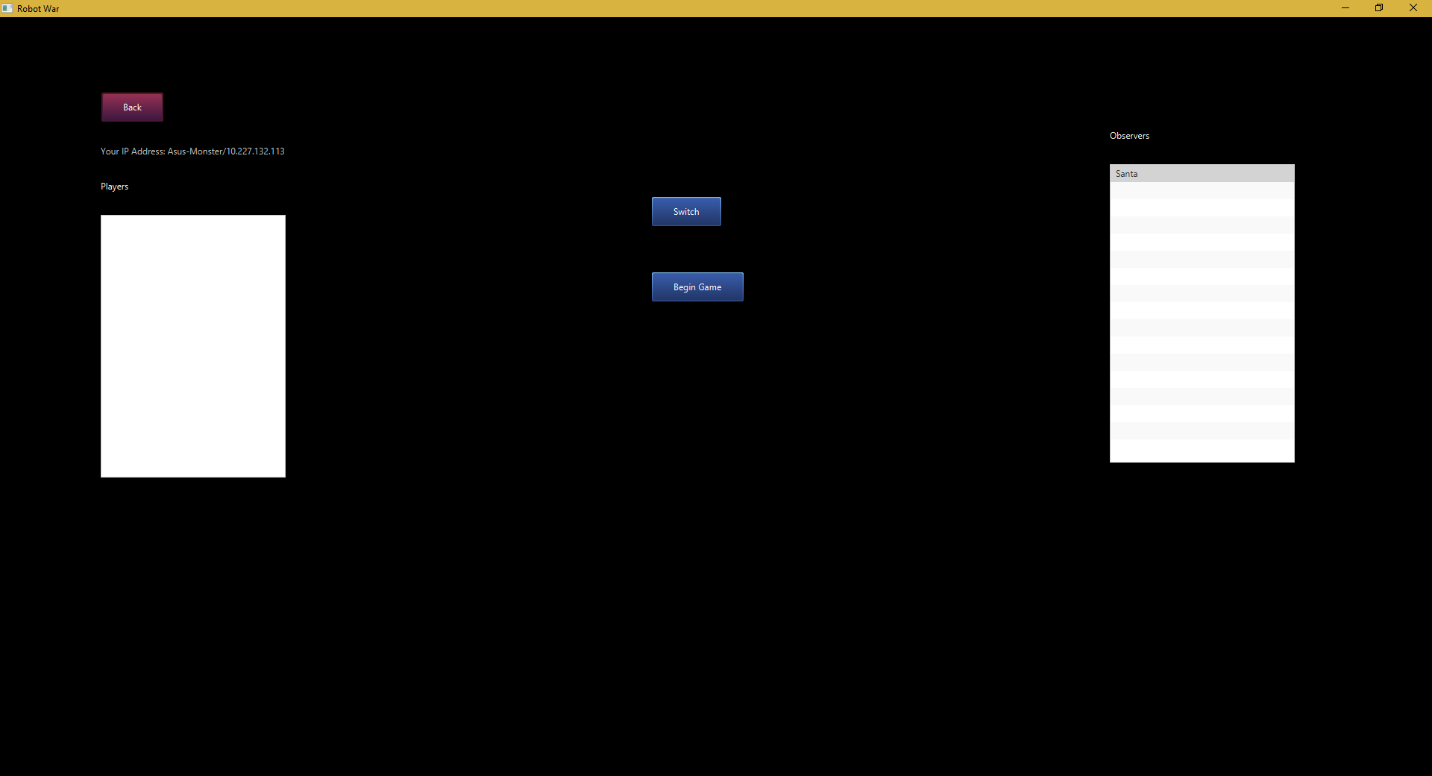 Robot War
Back
Your IP Address: Asus-Monster/10.227.132.113
Players
Switch
Begin Game
Observers
Santa